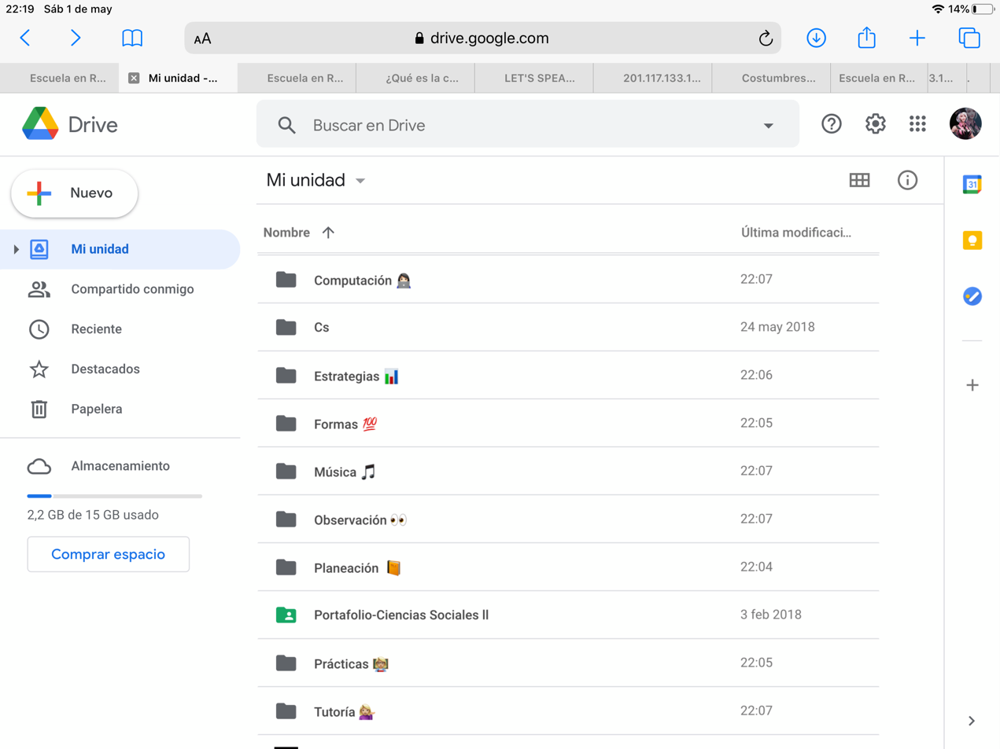 22:19 Sáb 1 de may
14%
AA drive.google.com
Escuela en R... Mi unidad -... Escuela en R... ¿Qué es la c... LET'S SPEA... 201.117.133.1... Costumbres... Escuela en R... 3.1... .
Drive
Buscar en Drive
Nuevo
Mi unidad
Compartido conmigo
Reciente
Destacados
Papelera
Almacenamiento
2,2 GB de 15 GB usado
Comprar espacio
Mi unidad
Nombre Última modificaci...
Computación 👩🏻‍💻 22:07
Cs 24 may 2018
Estrategias 📊 22:06
Formas 💯 22:05
Música 🎵 22:07
Observación 👀 22:07
Planeación 📔 22:04
Portafolio-Ciencias Sociales ll 3 feb 2018
Prácticas 👩🏼‍🏫 22:05
Tutoría 💁🏼‍♀️ 22:07
31